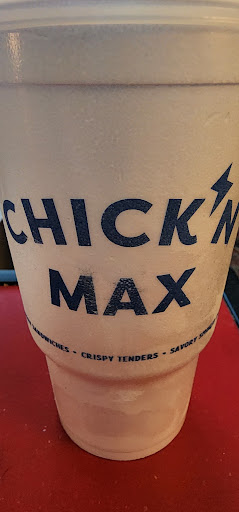 CHICK'N
MAX
SANDWICHES • CRISPY TENDERS • SAVORY